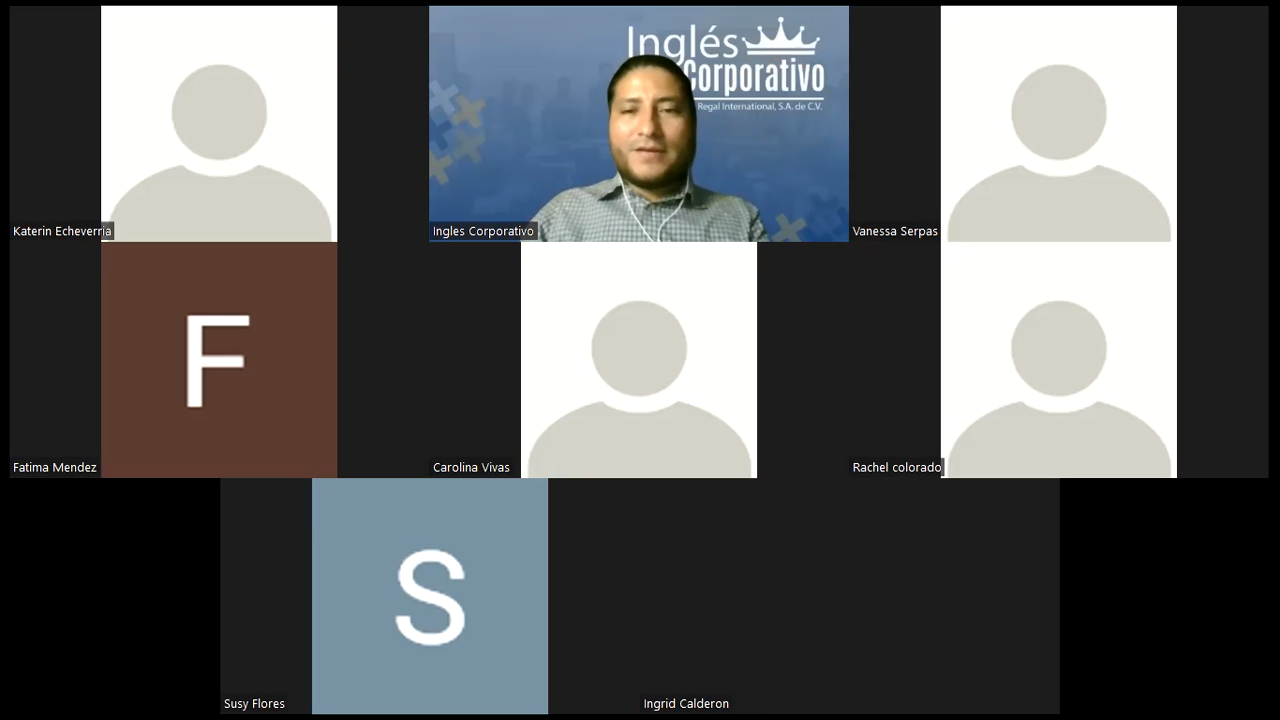 Inglés
Corporativo
Regal International, S.A. de C.V.
Katerin Echeverria
Ingles Corporativo
Vanessa Serpas
F
Fatima Mendez
Carolina Vivas
Rachel colorado
S
Susy Flores
Ingrid Calderon